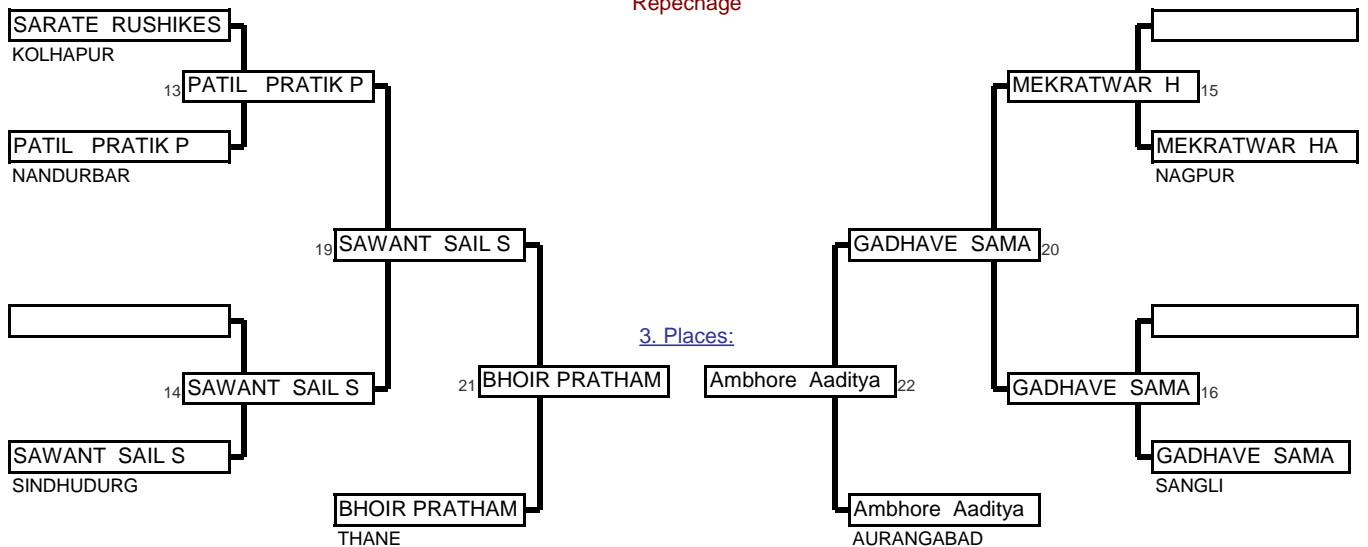 Repechage
SARATE RUSHIKES
KOLHAPUR
13 PATIL PRATIK P
MEKRATWAR H 15
PATIL PRATIK P
NANDURBAR
MEKRATWAR HA
NAGPUR
19 SAWANT SAIL S
GADHAVE SAMA 20
3. Places:
14 SAWANT SAIL S
21 BHOIR PRATHAM
Ambhore Aaditya 22
GADHAVE SAMA 16
SAWANT SAIL S
SINDHUDURG
GADHAVE SAMA
SANGLI
BHOIR PRATHAM
THANE
Ambhore Aaditya
AURANGABAD